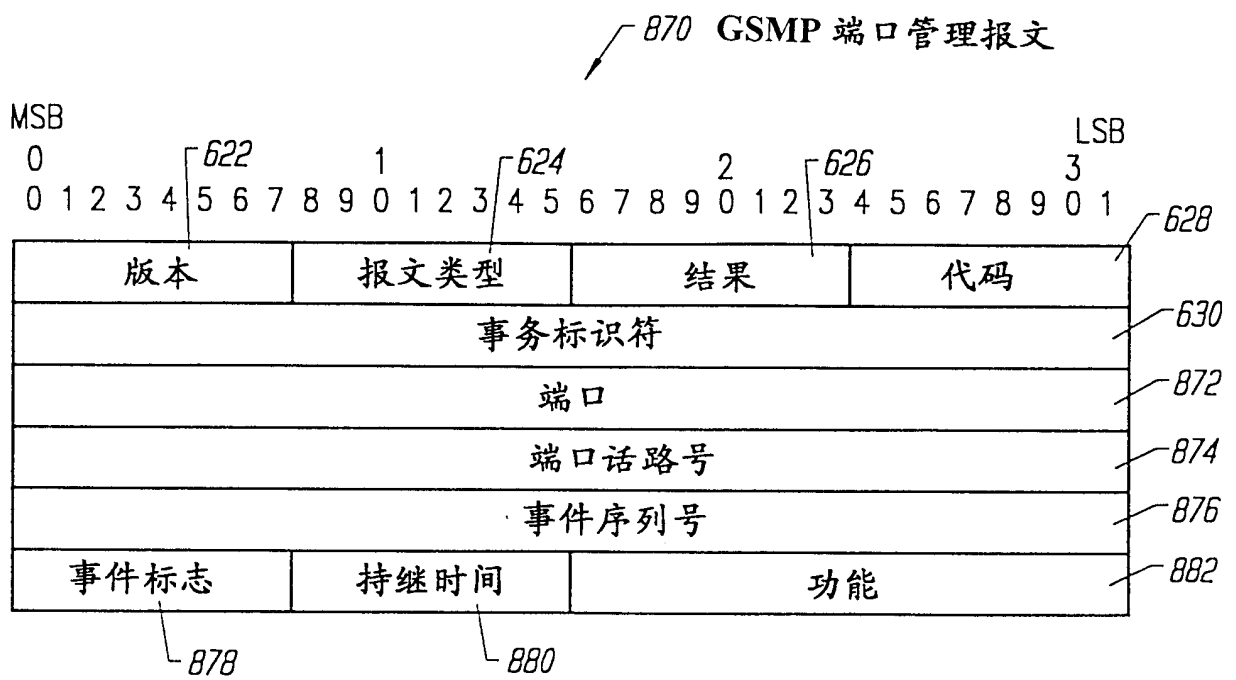 870 GSMP 端口管理报文
MSB
LSB
0 622 1 624 2 626 3
0 1 2 3 4 5 6 7 8 9 0 1 2 3 4 5 6 7 8 9 0 1 2 3 4 5 6 7 8 9 0 1
628
版本 报文类型 结果 代码
事务标识符 630
端口 872
端口话路号 874
事件序列号 876
事件标志 持继时间 功能 882
878 880